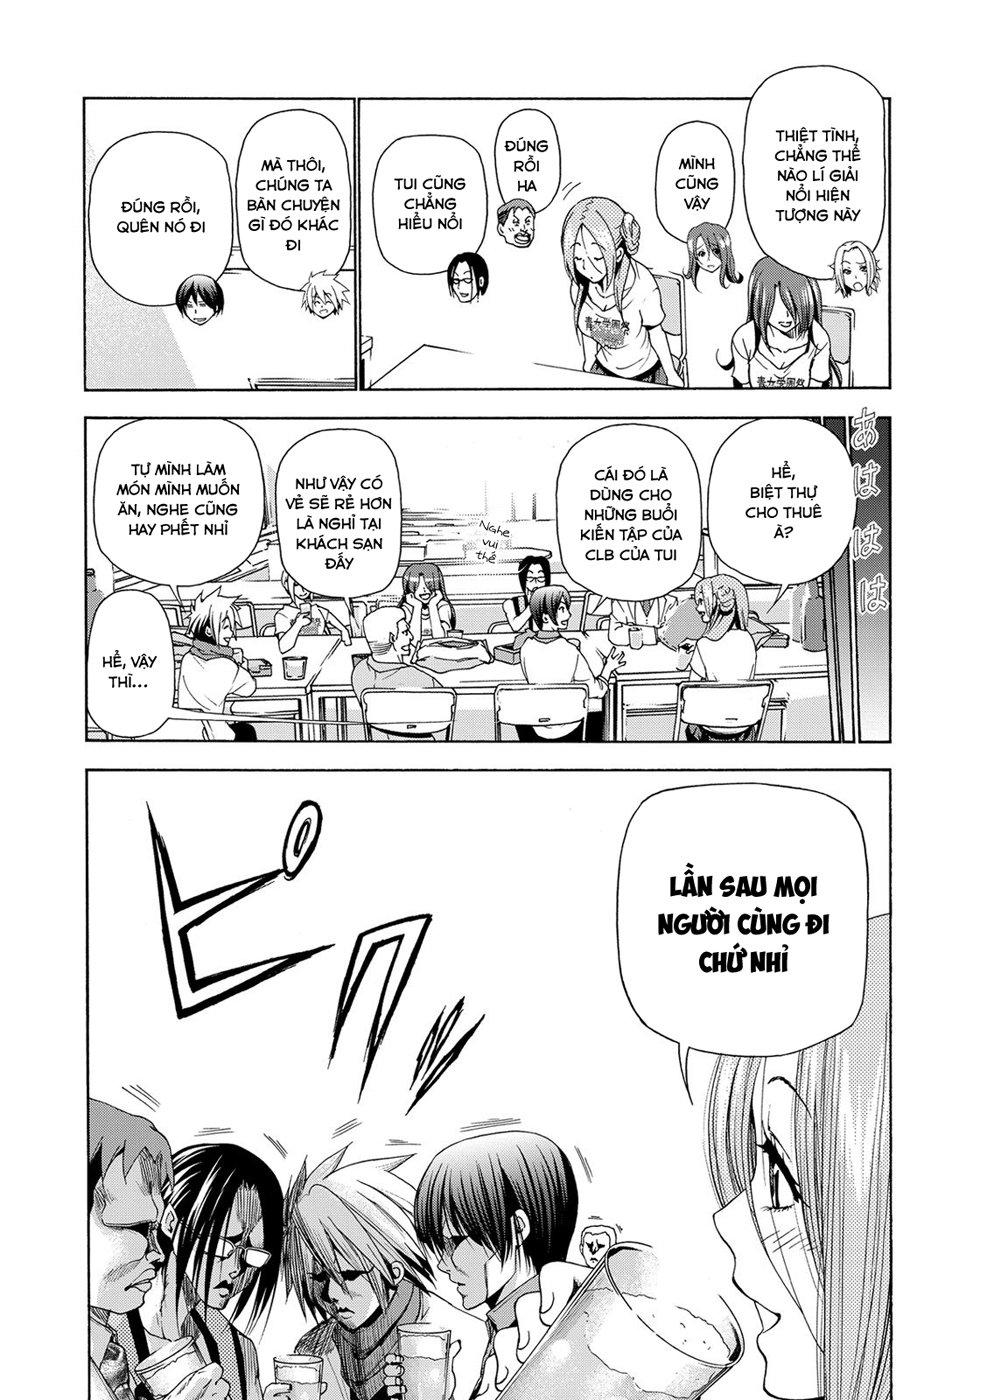 THIỆT TÌNH,
CHẲNG THỂ
NÀO LÍ GIẢI
NỔI HIỆN
TƯỢNG NÀY
MÌNH
CŨNG
VẬY
ĐÚNG
RỒI
HA
TUI CŨNG
CHẲNG
HIỂU NỔI
MÀ THÔI,
CHÚNG TA
BÀN CHUYỆN
GÌ ĐÓ KHÁC
ĐI
ĐÚNG RỒI,
QUÊN NÓ ĐI
あははは
HỂ,
BIỆT THỰ
CHO THUÊ
À?
CÁI ĐÓ LÀ
DÙNG CHO
NHỮNG BUỔI
KIẾN TẬP CỦA
CLB CỦA TUI
Nghe
vui
thế
NHƯ VẬY CÓ
VẺ SẼ RẺ HƠN
LÀ NGHỈ TẠI
KHÁCH SẠN
ĐẤY
TỰ MÌNH LÀM
MÓN MÌNH MUỐN
ĂN, NGHE CŨNG
HAY PHẾT NHỈ
HỂ, VẬY
THÌ...
LẦN SAU MỌI
NGƯỜI CÙNG ĐI
CHỨ NHỈ
ピクッ